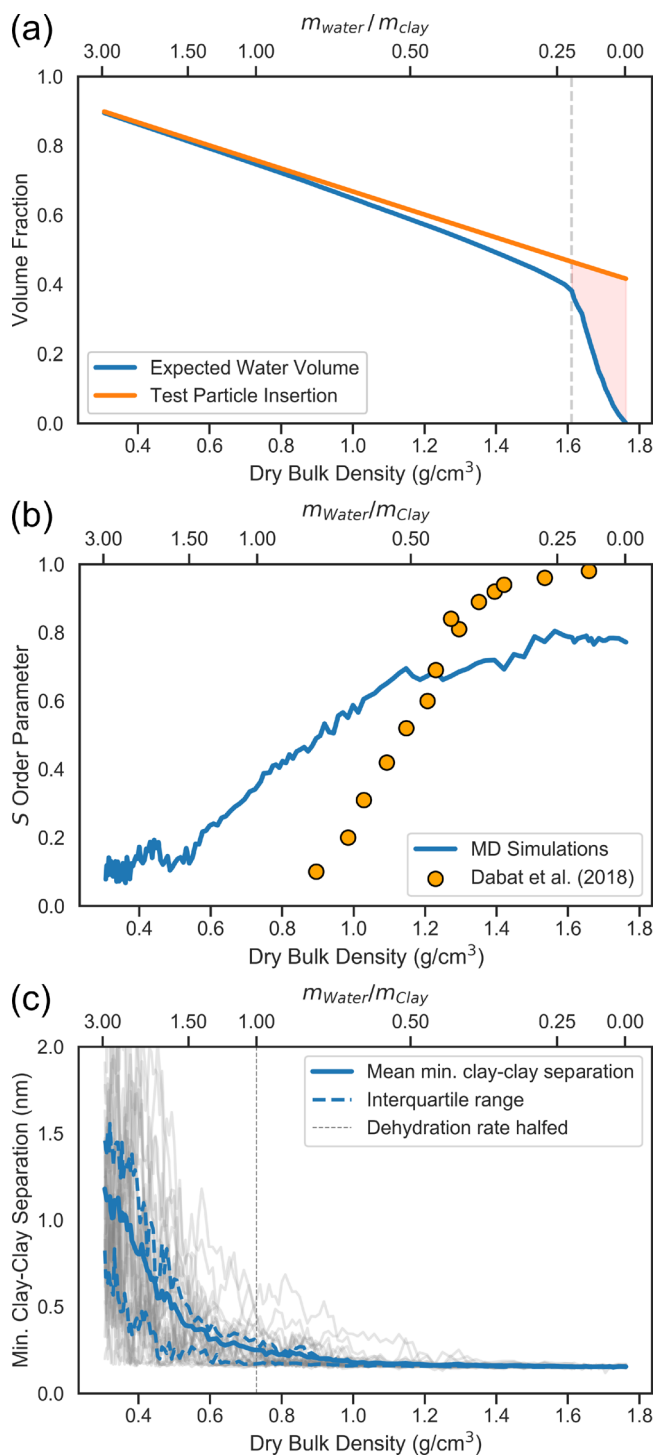 (a)
m_water / m_clay
3.00 1.50 1.00 0.50 0.25 0.00
1.0
0.8
0.6
0.4
0.2
0.0
Volume Fraction
Expected Water Volume
Test Particle Insertion
0.4 0.6 0.8 1.0 1.2 1.4 1.6 1.8
Dry Bulk Density (g/cm³)
(b)
m_Water/m_Clay
3.00 1.50 1.00 0.50 0.25 0.00
1.0
0.8
0.6
0.4
0.2
0.0
S Order Parameter
MD Simulations
Dabat et al. (2018)
0.4 0.6 0.8 1.0 1.2 1.4 1.6 1.8
Dry Bulk Density (g/cm³)
(c)
m_Water/m_Clay
3.00 1.50 1.00 0.50 0.25 0.00
2.0
1.5
1.0
0.5
0.0
Min. Clay-Clay Separation (nm)
Mean min. clay-clay separation
Interquartile range
Dehydration rate halfed
0.4 0.6 0.8 1.0 1.2 1.4 1.6 1.8
Dry Bulk Density (g/cm³)